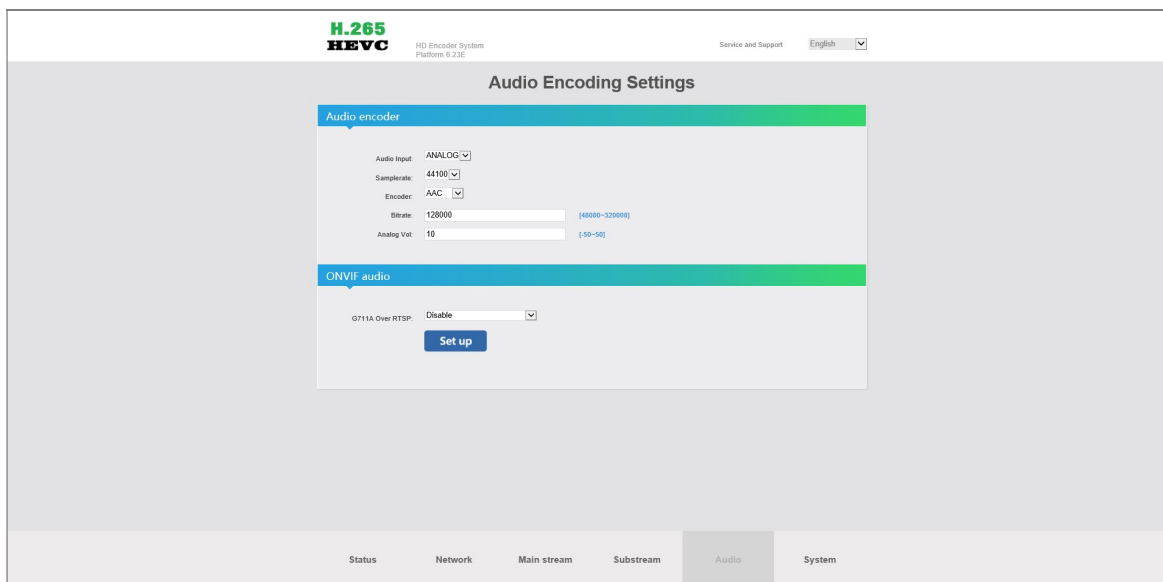 H.265
HEVC
HD Encoder System
Platform 6.23E
Service and Support
English
Audio Encoding Settings
Audio encoder
Audio Input: ANALOG
Samplerate: 44100
Encoder: AAC
Bitrate: 128000 [48000~320000]
Analog Vol: 10 [-50~50]
ONVIF audio
G711A Over RTSP: Disable
Set up
Status Network Main stream Substream Audio System